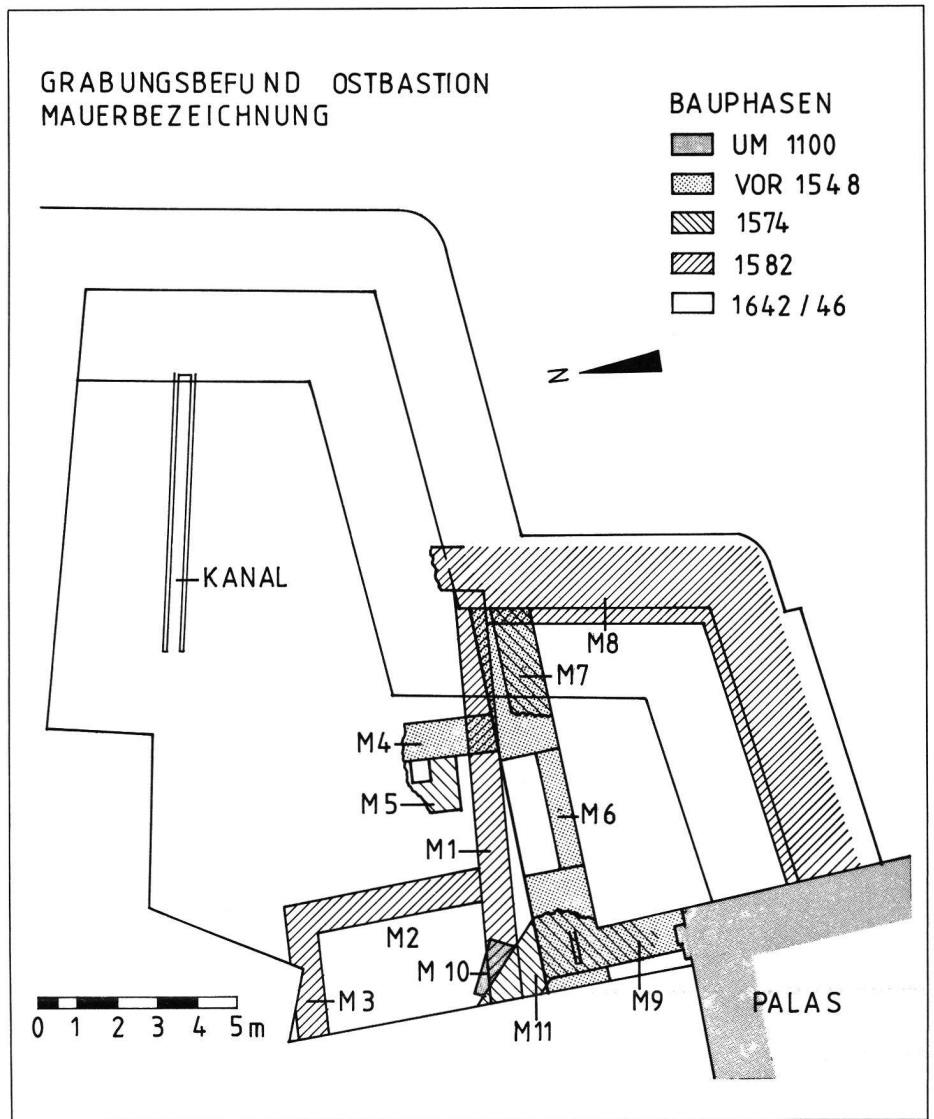 GRABUNGSBEFUND OSTBASTION
MAUERBEZEICHNUNG
BAUPHASEN
UM 1100
VOR 1548
1574
1582
1642/46
N
KANAL
M8
M7
M4
M5
M6
M1
M2
M10
M3
M9
M11
PALAS
0 1 2 3 4 5m